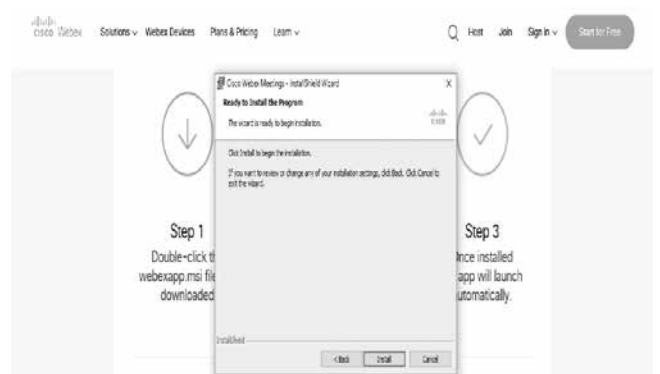 cisco Webex Solutions Webex Devices Plans & Pricing Learn Host Join Sign in Start for Free
Cisco Webex Meetings - InstallShield Wizard X
Ready to Install the Program
The wizard is ready to begin installation.
CISCO
Click Install to begin the installation.
If you want to review or change any of your installation settings, click Back. Click Cancel to
exit the wizard.
Step 1
Double-click th
webexapp.msi file
downloaded
Step 3
Once installed
app will launch
utomatically.
InstallShield
< Back Install Cancel